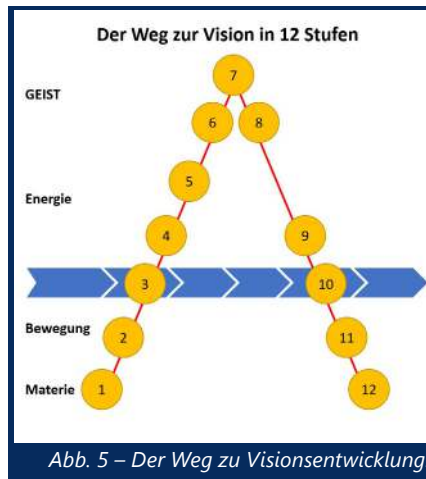 Der Weg zur Vision in 12 Stufen
7
GEIST
6 8
5
Energie
4 9
3 10
Bewegung
2 11
Materie 1 12
Abb. 5 – Der Weg zu Visionsentwicklung